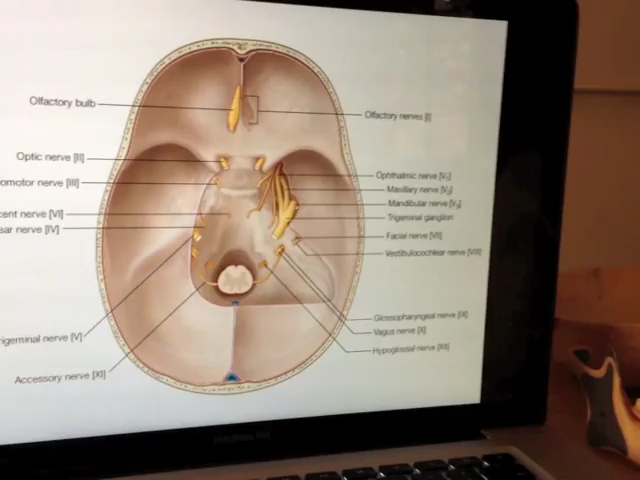 Olfactory bulb
Olfactory nerves [I]
Optic nerve [II]
omotor nerve [III]
cent nerve [VI]
ear nerve [IV]
Ophthalmic nerve [V1]
Maxillary nerve [V2]
Mandibular nerve [V3]
Trigeminal ganglion
Facial nerve [VII]
Vestibulocochlear nerve [VIII]
rigeminal nerve [V]
Accessory nerve [XI]
Glossopharyngeal nerve [IX]
Vagus nerve [X]
Hypoglossal nerve [XII]